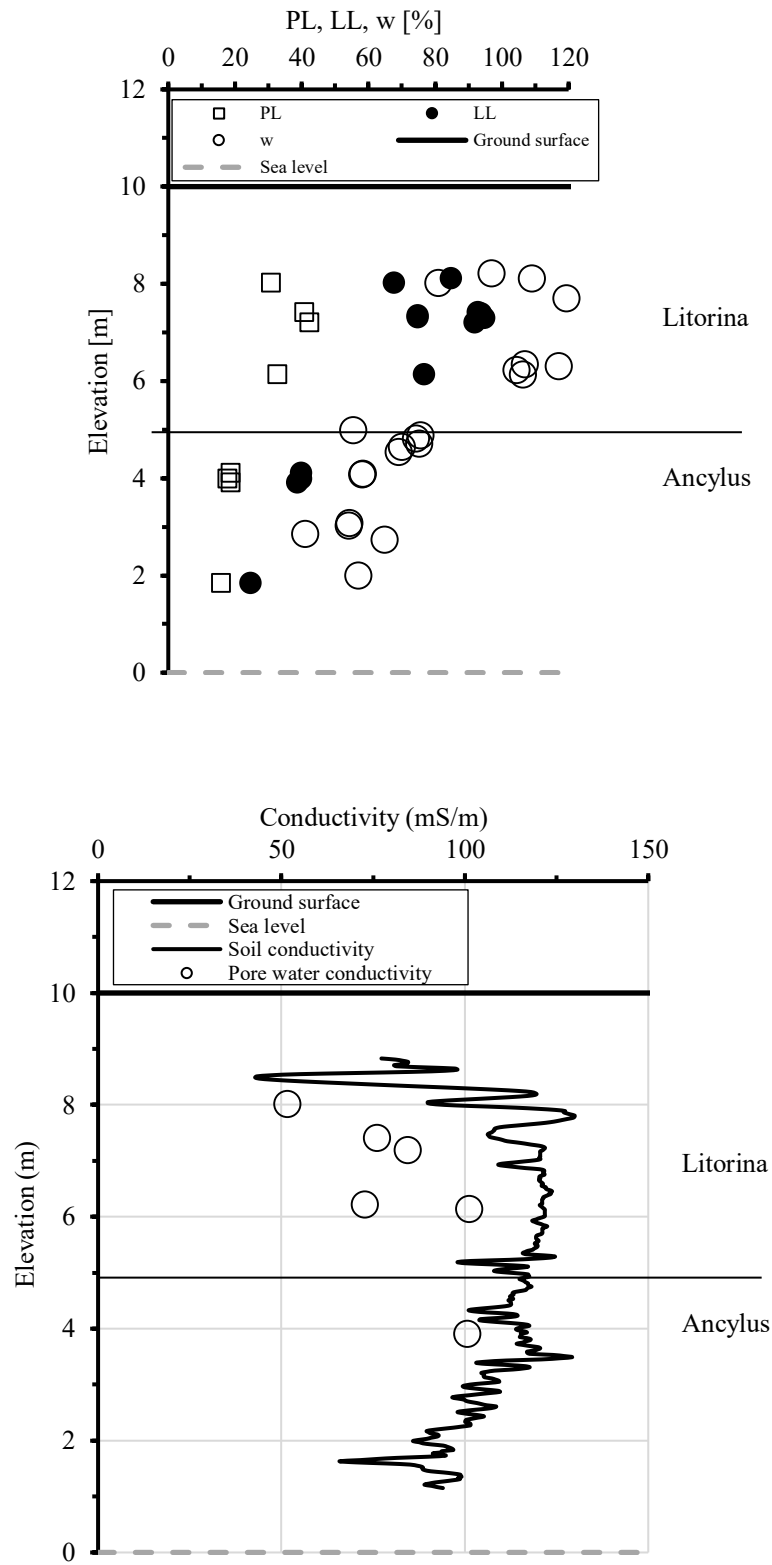 PL, LL, w [%]
0 20 40 60 80 100 120
12
PL LL
w Ground surface
Sea level
10
8
Litorina
6
Elevation [m]
4
Ancylus
2
0
Conductivity (mS/m)
0 50 100 150
12
Ground surface
Sea level
Soil conductivity
Pore water conductivity
10
8
Litorina
6
Elevation (m)
4
Ancylus
2
0